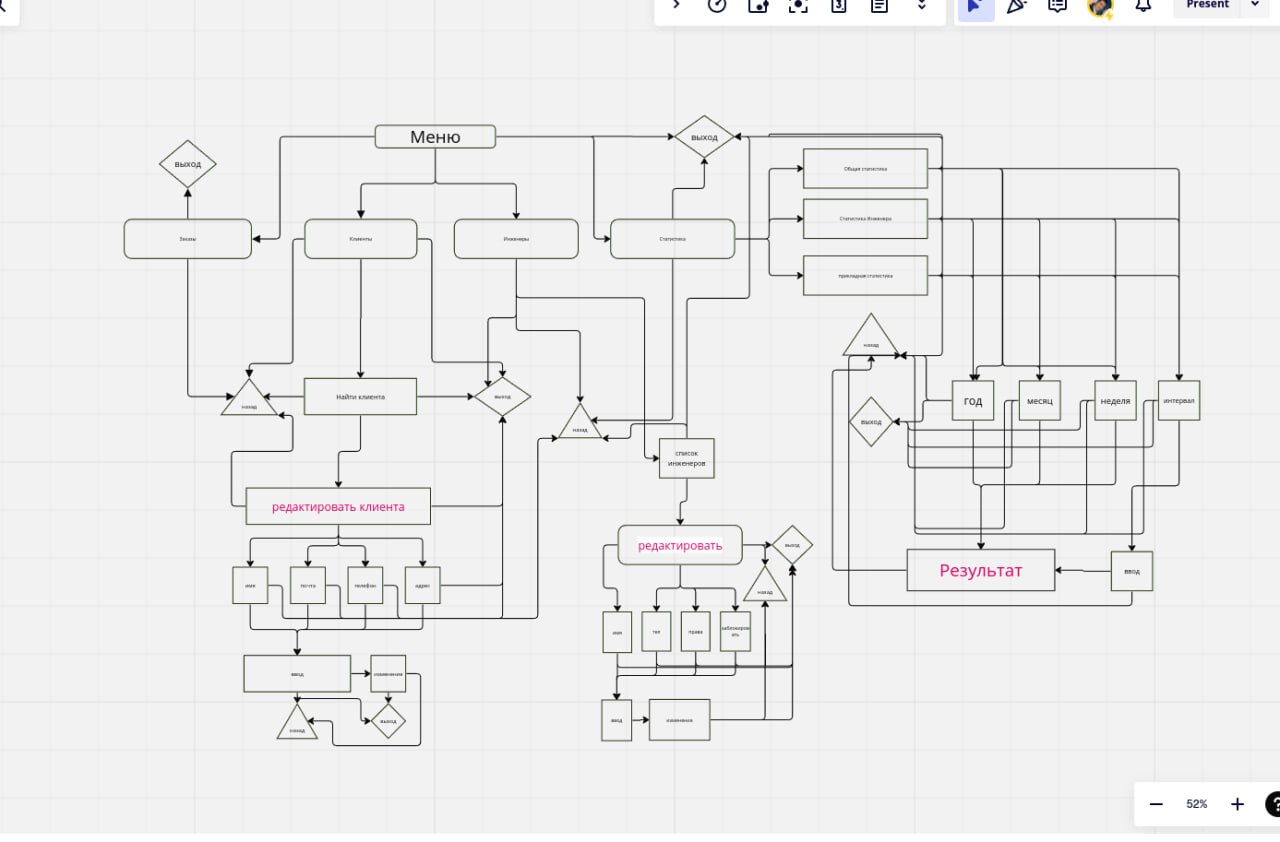 Present
Меню
выход
выход
Общая статистика
Заказы
Клиенты
Инженеры
Статистика
Статистика Инженера
прикладная статистика
назад
назад
Найти клиента
выход
назад
выход
год
месяц
неделя
интервал
список
инженеров
редактировать клиента
редактировать
выход
Результат
ввод
имя
почта
телефон
адрес
назад
имя
тел
права
ввод
изменения
назад
выход
ввод
изменения
52%
?